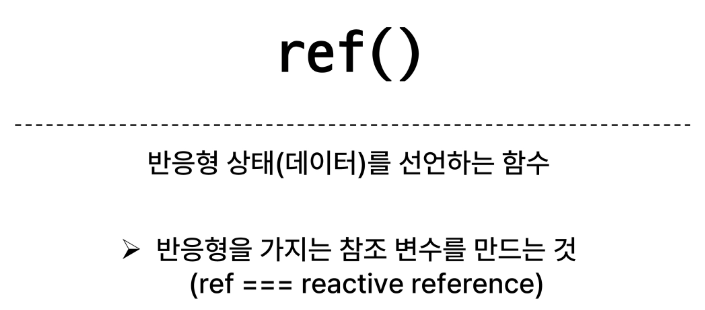 ref()
반응형 상태(데이터)를 선언하는 함수
➢ 반응형을 가지는 참조 변수를 만드는 것
(ref === reactive reference)